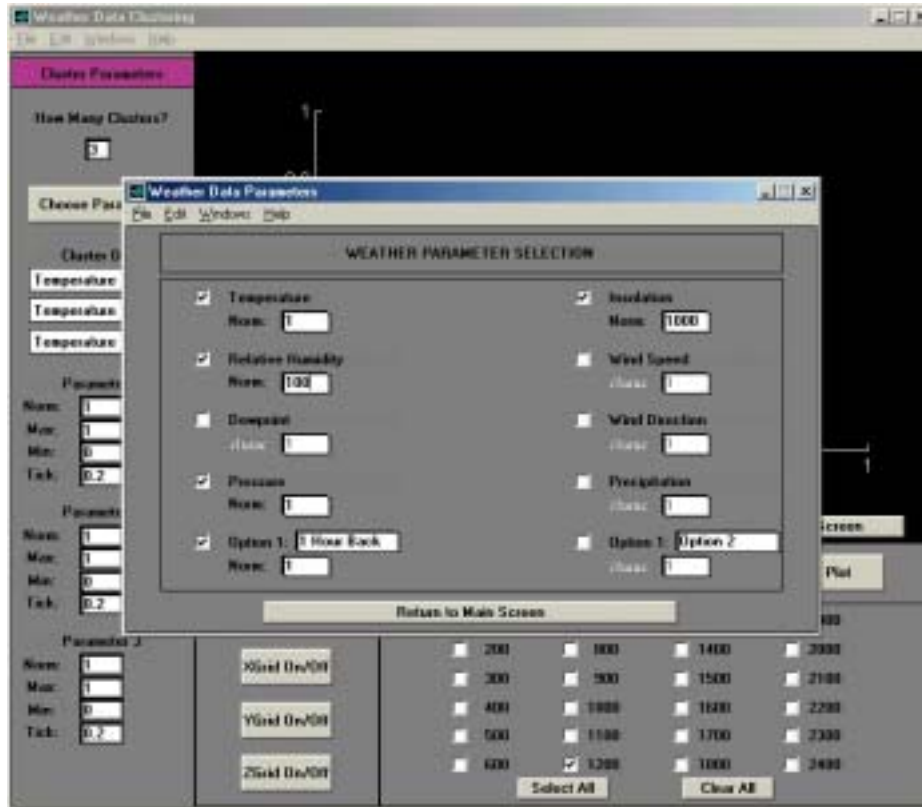 Weather Data Clustering
File Edit Windows Help
Cluster Parameters
How Many Clusters?
3
Choose Para
Cluster D
Temperature
Temperature
Temperature
Parameter
Norm: 1
Max: 1
Min: 0
Tick: 0.2
Paramete
Norm: 1
Max: 1
Min: 0
Tick: 0.2
Parameter 3
Norm: 1
Max: 1
Min: 0
Tick: 0.2
1
1
Screen
Plot
Weather Data Parameters
File Edit Windows Help
WEATHER PARAMETER SELECTION
Temperature
Norm: 1
Insolation
Norm: 1000
Relative Humidity
Norm: 100
Wind Speed
1
Dewpoint
1
Wind Direction
1
Pressure
Norm: 1
Precipitation
1
Option 1: 1 Hour Back
Norm: 1
Option 1: Option 2
1
Return to Main Screen
XGrid On/Off
YGrid On/Off
ZGrid On/Off
200 800 1400 2000
300 900 1500 2100
400 1000 1600 2200
500 1100 1700 2300
600 1200 1800 2400
Select All Clear All